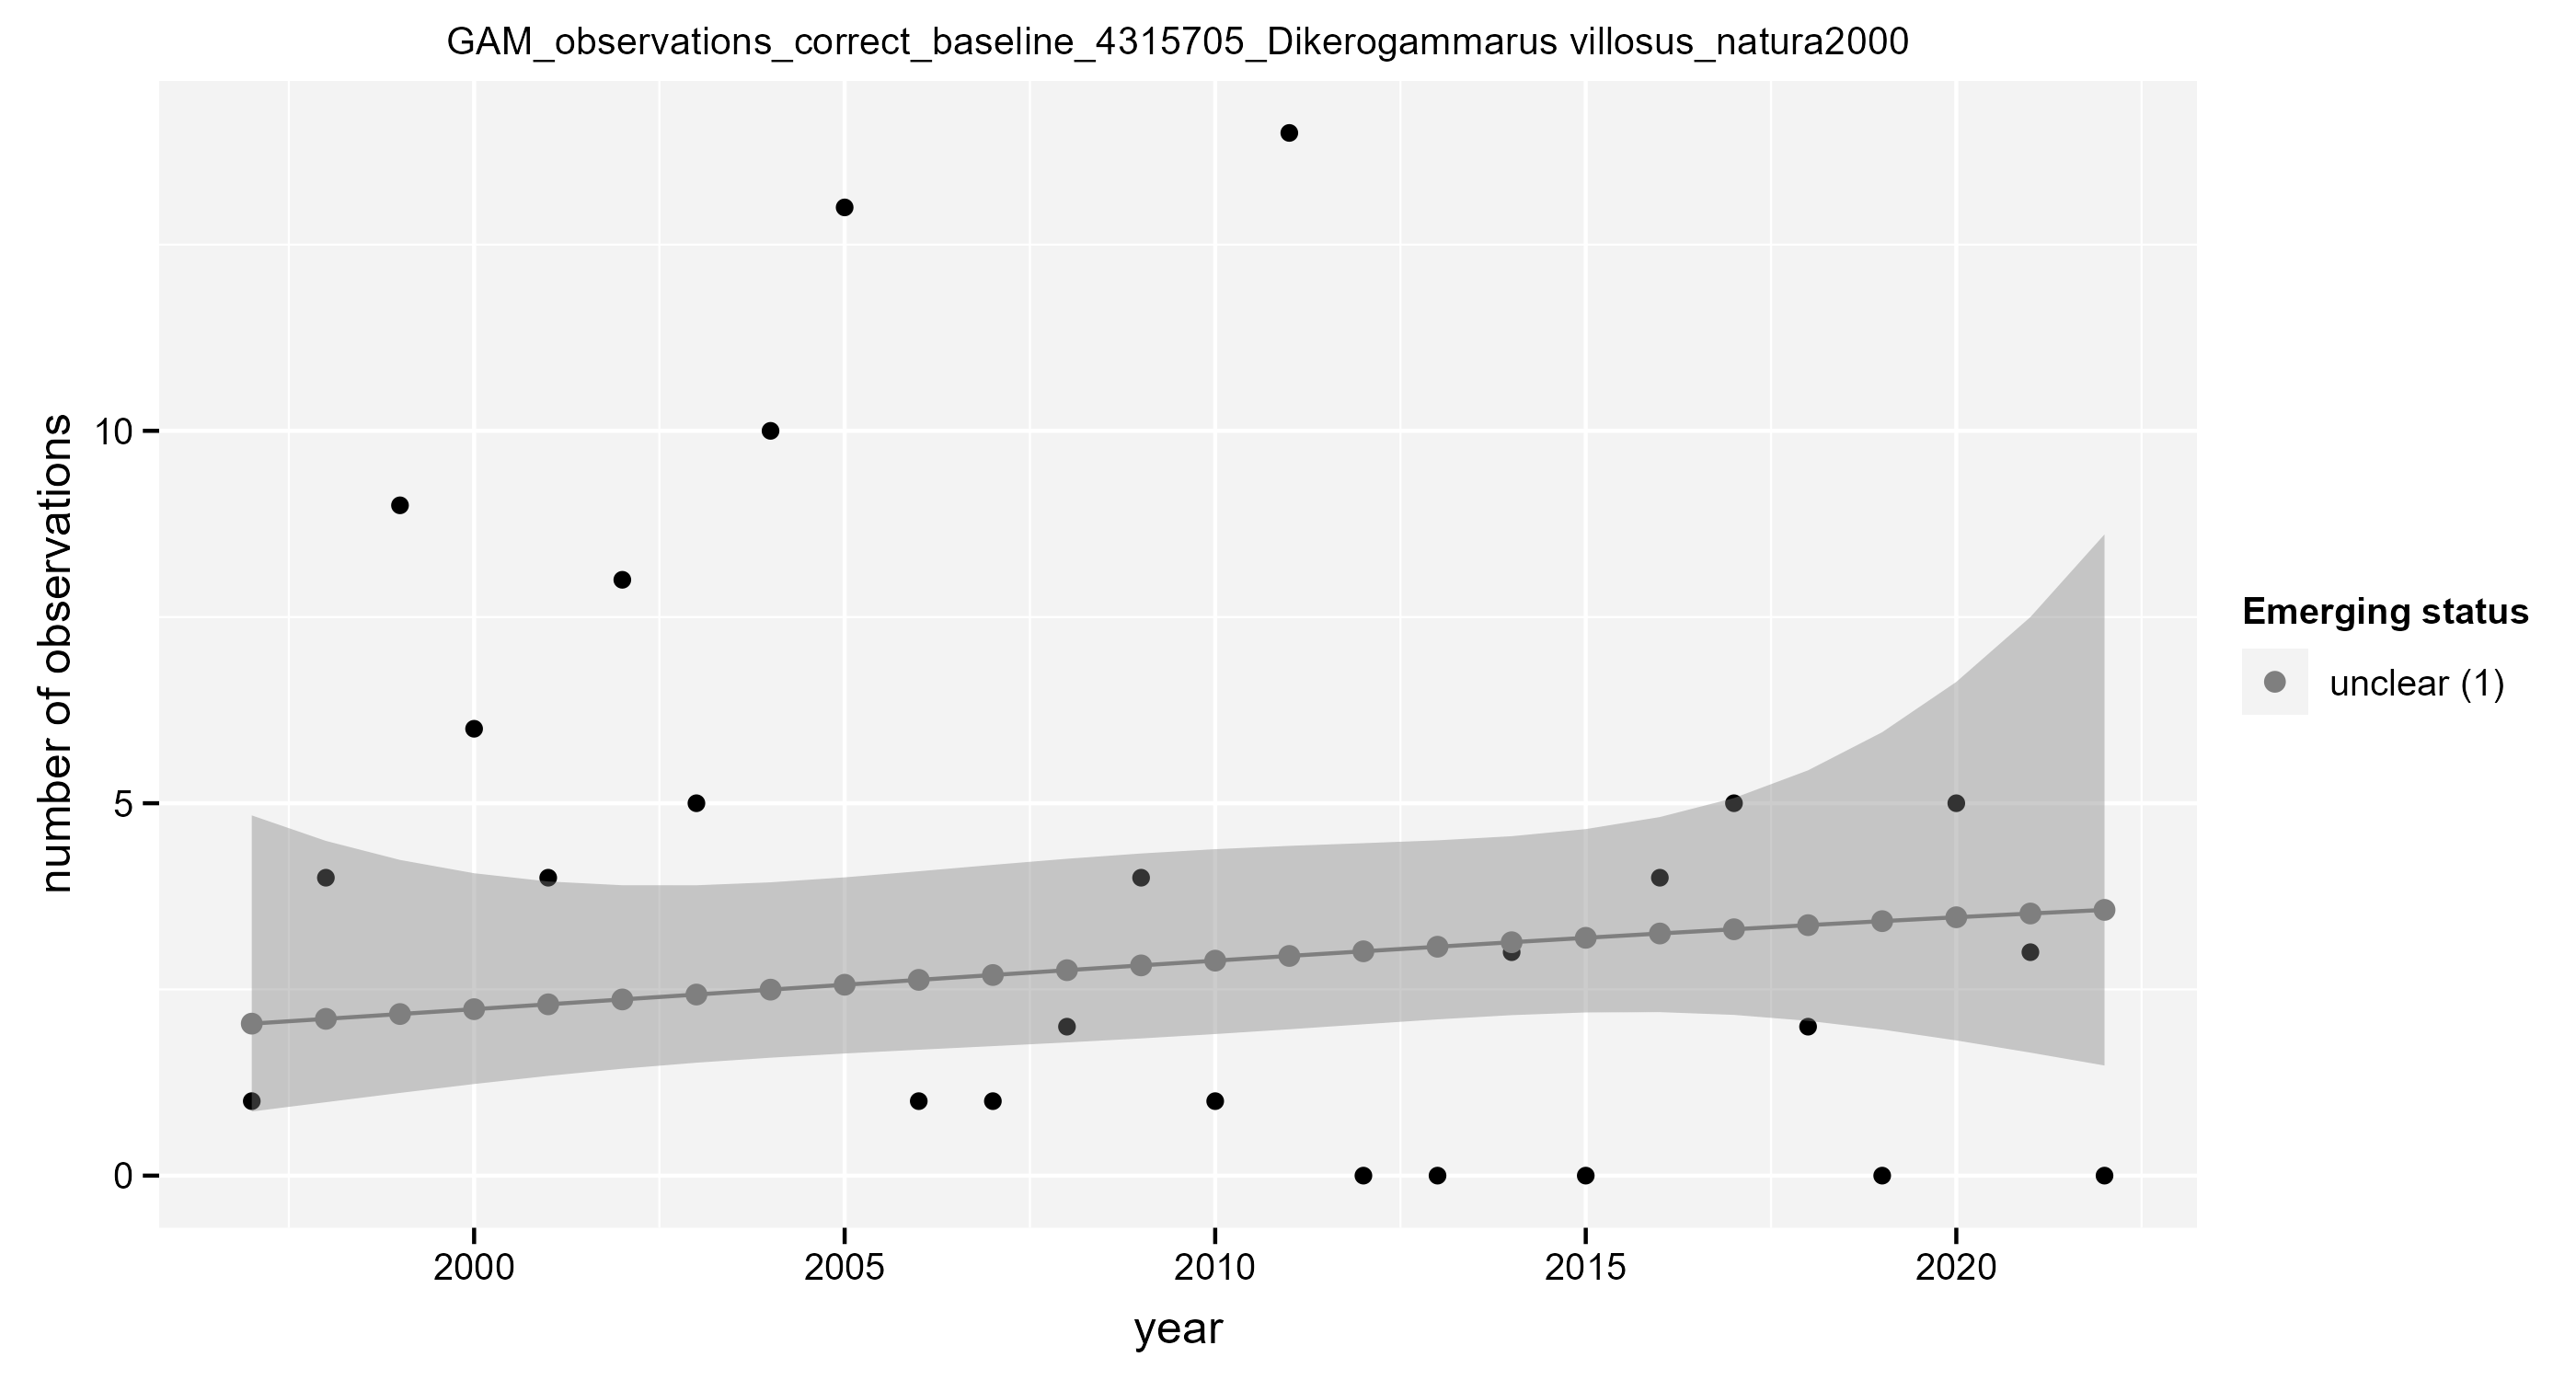 GAM_observations_correct_baseline_4315705_Dikerogammarus villosus_natura2000
number of observations
10
5
0
2000 2005 2010 2015 2020
year
Emerging status
unclear (1)